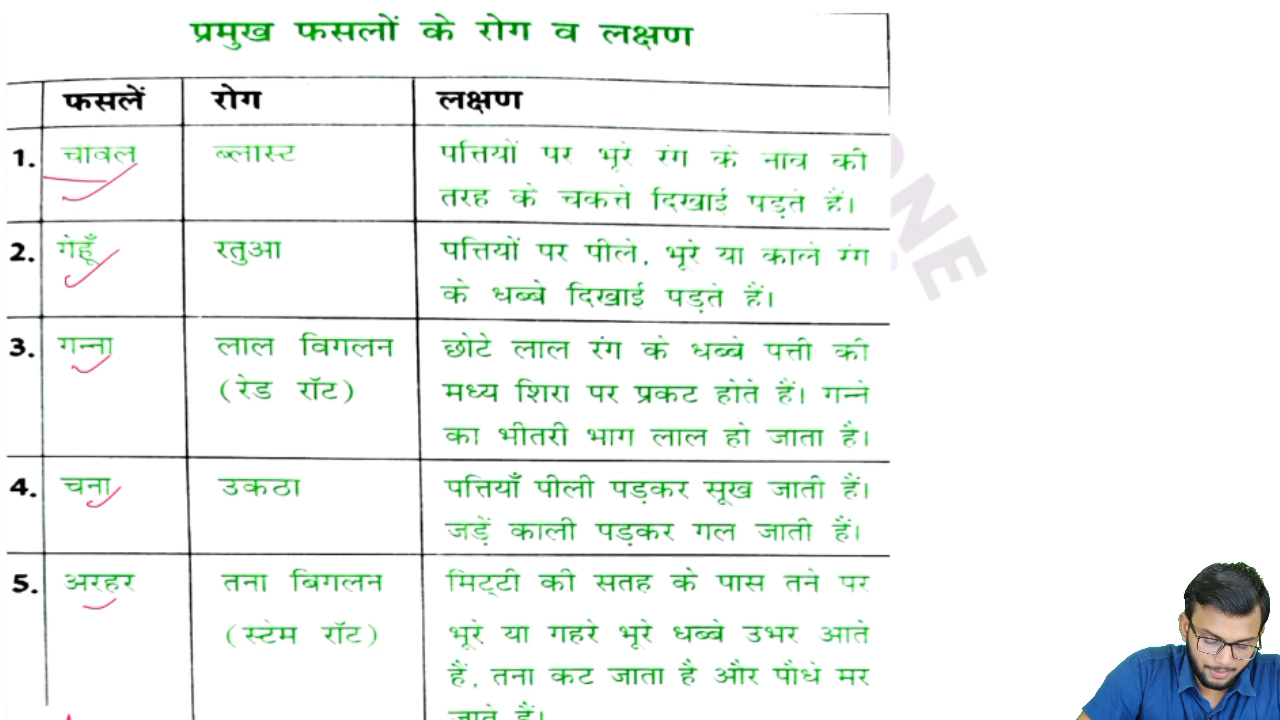 प्रमुख फसलों के रोग व लक्षण
फसलें रोग लक्षण
1. चावल ब्लास्ट पत्तियों पर भूरे रंग के नाव की
तरह के चकत्ते दिखाई पड़ते हैं।
2. गेहूँ रतुआ पत्तियों पर पीले, भूरे या काले रंग
के धब्बे दिखाई पड़ते हैं।
3. गन्ना लाल विगलन छोटे लाल रंग के धब्बे पत्ती की
(रेड रॉट) मध्य शिरा पर प्रकट होते हैं। गन्ने
का भीतरी भाग लाल हो जाता है।
4. चना उकठा पत्तियाँ पीली पड़कर सूख जाती हैं।
जड़ें काली पड़कर गल जाती हैं।
5. अरहर तना बिगलन मिट्टी की सतह के पास तने पर
(स्टेम रॉट) भूरे या गहरे भूरे धब्बे उभर आते
हैं, तना कट जाता है और पौधे मर
जाते हैं।